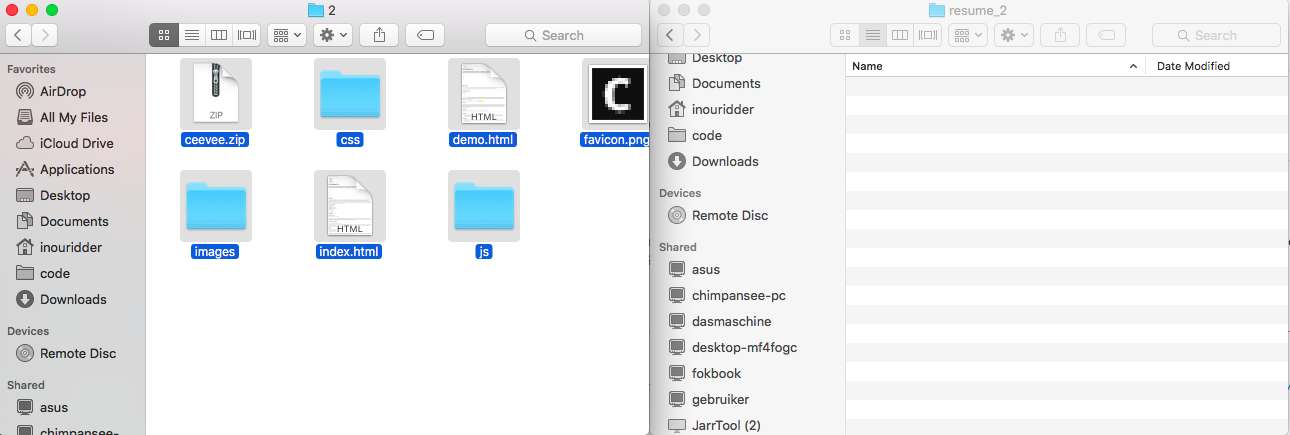 2
Search
Favorites
AirDrop
All My Files
iCloud Drive
Applications
Desktop
Documents
inouridder
code
Downloads
Devices
Remote Disc
Shared
asus
chimpansee-
ZIP
ceevee.zip
css
HTML
demo.html
C
favicon.png
images
HTML
index.html
js
resume_2
Search
Desktop
Documents
inouridder
code
Downloads
Devices
Remote Disc
Shared
asus
chimpansee-pc
dasmaschine
desktop-mf4fogc
fokbook
gebruiker
JarrTool (2)
Name
Date Modified